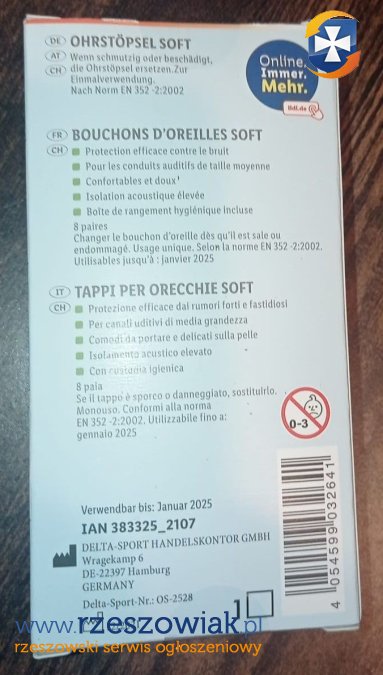 DE OHRSTÖPSEL SOFT
AT Wenn schmutzig oder beschädigt,
CH die Ohrstöpsel ersetzen.Zur
Einmalverwendung.
Nach Norm EN 352 -2:2002
Online.
Immer.
Mehr.
lidl.de
FR BOUCHONS D'OREILLES SOFT
CH Protection efficace contre le bruit
Pour les conduits auditifs de taille moyenne
Confortables et doux
Isolation acoustique élevée
Boîte de rangement hygiénique incluse
8 paires
Changer le bouchon d'oreille dès qu'il est sale ou
endommagé. Usage unique. Selon la norme EN 352 -2:2002.
Utilisables jusqu'à : janvier 2025
IT TAPPI PER ORECCHIE SOFT
CH Protezione efficace dai rumori forti e fastidiosi
Per canali uditivi di media grandezza
Comodi da portare e delicati sulla pelle
Isolamento acustico elevato
Con custodia igienica
8 paia
Se il tappo è sporco o danneggiato, sostituirlo.
Monouso. Conformi alla norma
EN 352 -2:2002. Utilizzabile fino a:
gennaio 2025
0-3
Verwendbar bis: Januar 2025
IAN 383325_2107
DELTA-SPORT HANDELSKONTOR GMBH
Wragekamp 6
DE-22397 Hamburg
GERMANY
Delta-Sport-Nr.: OS-2528
1
4 054599 032641
www.rzeszowiak.pl
rzeszowski serwis ogłoszeniowy